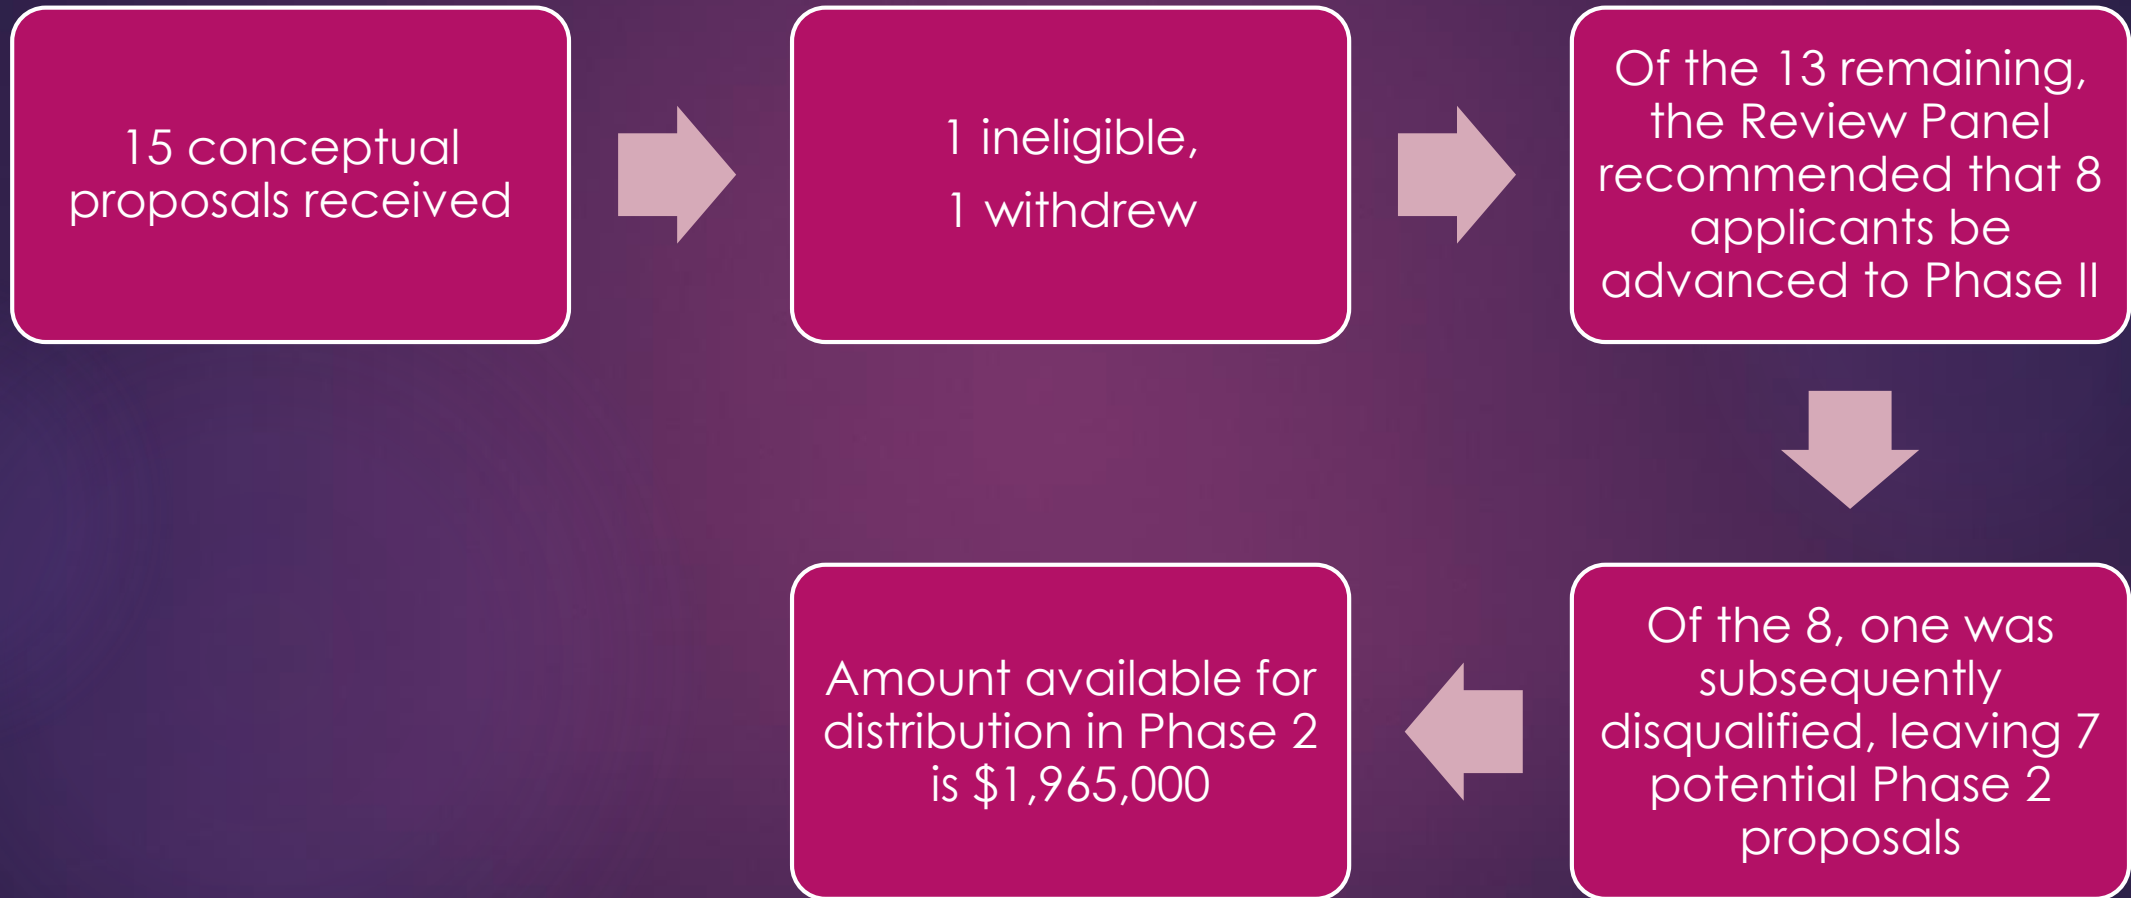 15 conceptual
proposals received
1 ineligible,
1 withdrew
Of the 13 remaining,
the Review Panel
recommended that 8
applicants be
advanced to Phase II
Of the 8, one was
subsequently
disqualified, leaving 7
potential Phase 2
proposals
Amount available for
distribution in Phase 2
is $1,965,000